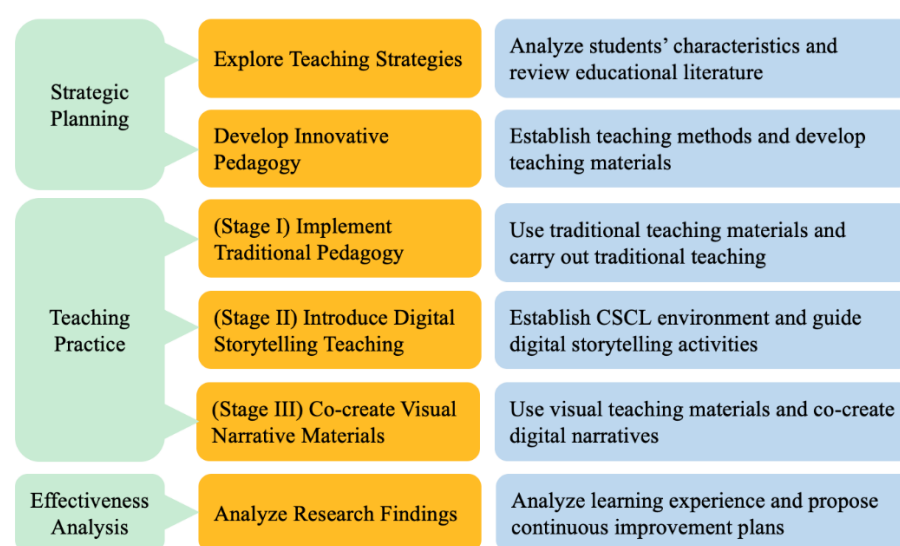 Strategic
Planning
Explore Teaching Strategies
Analyze students’ characteristics and
review educational literature
Develop Innovative
Pedagogy
Establish teaching methods and develop
teaching materials
Teaching
Practice
(Stage I) Implement
Traditional Pedagogy
Use traditional teaching materials and
carry out traditional teaching
(Stage II) Introduce Digital
Storytelling Teaching
Establish CSCL environment and guide
digital storytelling activities
(Stage III) Co-create Visual
Narrative Materials
Use visual teaching materials and co-create
digital narratives
Effectiveness
Analysis
Analyze Research Findings
Analyze learning experience and propose
continuous improvement plans